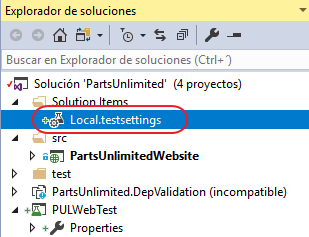 Explorador de soluciones
Buscar en Explorador de soluciones (Ctrl+´)
Solución 'PartsUnlimited' (4 proyectos)
Solution Items
Local.testsettings
src
PartsUnlimitedWebsite
test
PartsUnlimited.DepValidation (incompatible)
PULWebTest
Properties